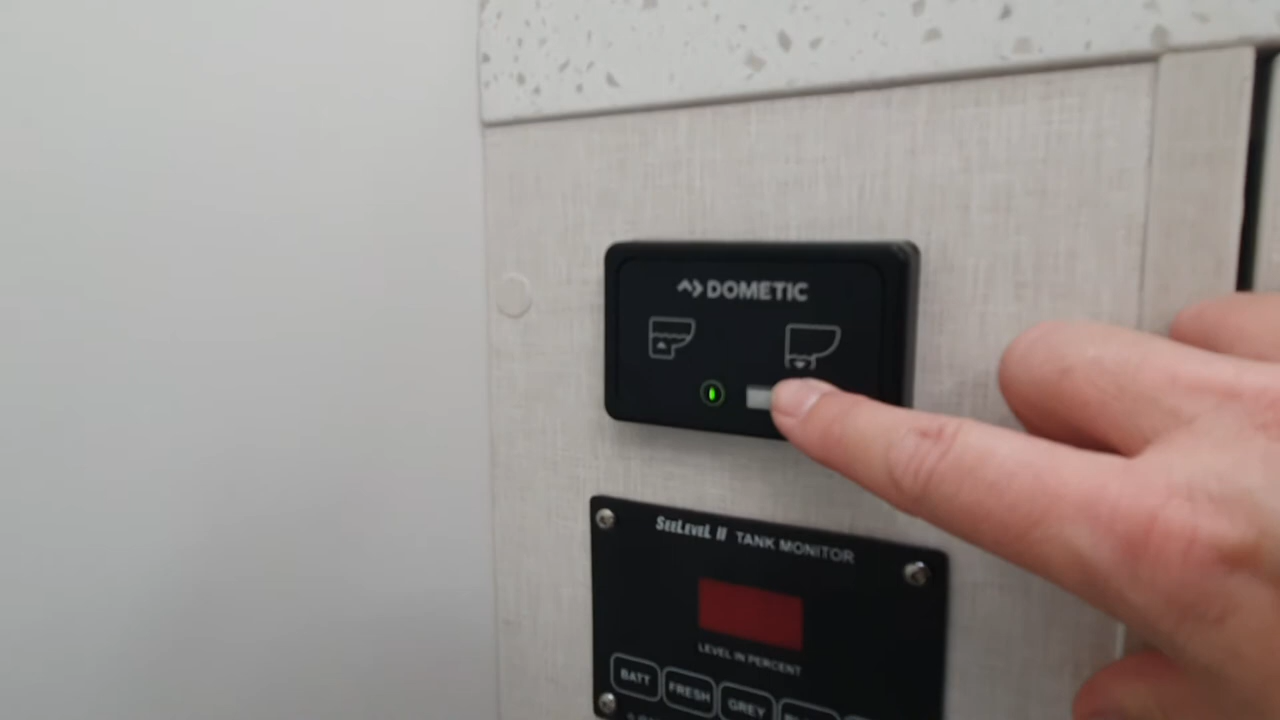 DOMETIC
SEELEVEL II TANK MONITOR
LEVEL IN PERCENT
BATT
FRESH
GREY